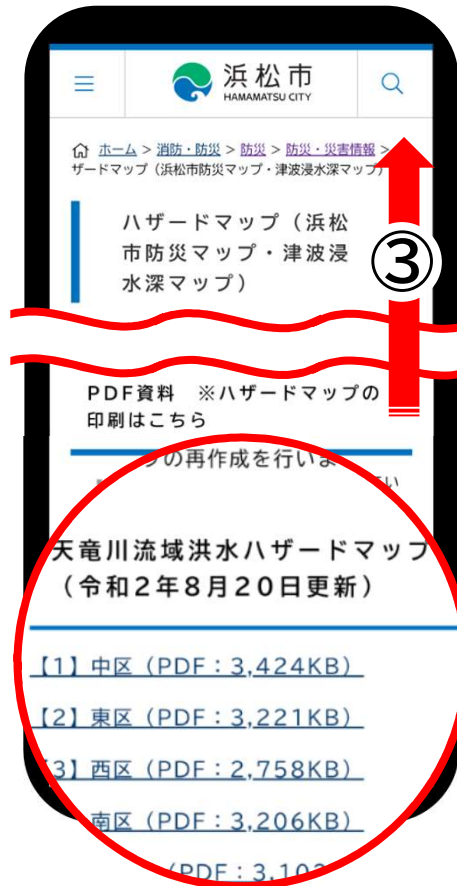 浜松市
HAMAMATSU CITY
ホーム > 消防・防災 > 防災 > 防災・災害情報 >
ザードマップ（浜松市防災マップ・津波浸水深マップ）
③
ハザードマップ（浜松
市防災マップ・津波浸
水深マップ）
PDF資料　※ハザードマップの
印刷はこちら
の再作成を行いま
い
天竜川流域洪水ハザードマップ
（令和2年8月20日更新）
【1】中区（PDF：3,424KB）
【2】東区（PDF：3,221KB）
【3】西区（PDF：2,758KB）
南区（PDF：3,206KB）
（PDF：3,102